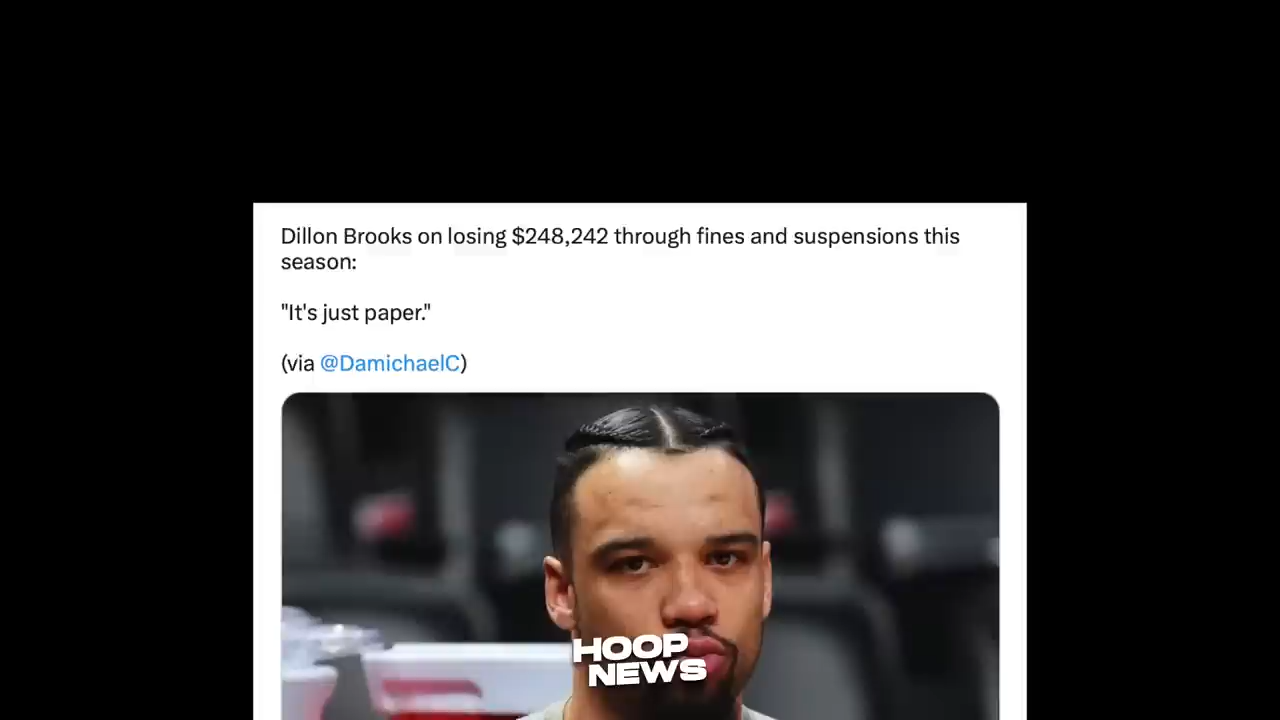 Dillon Brooks on losing $248,242 through fines and suspensions this
season:
"It's just paper."
(via @DamichaelC)
HOOP
NEWS